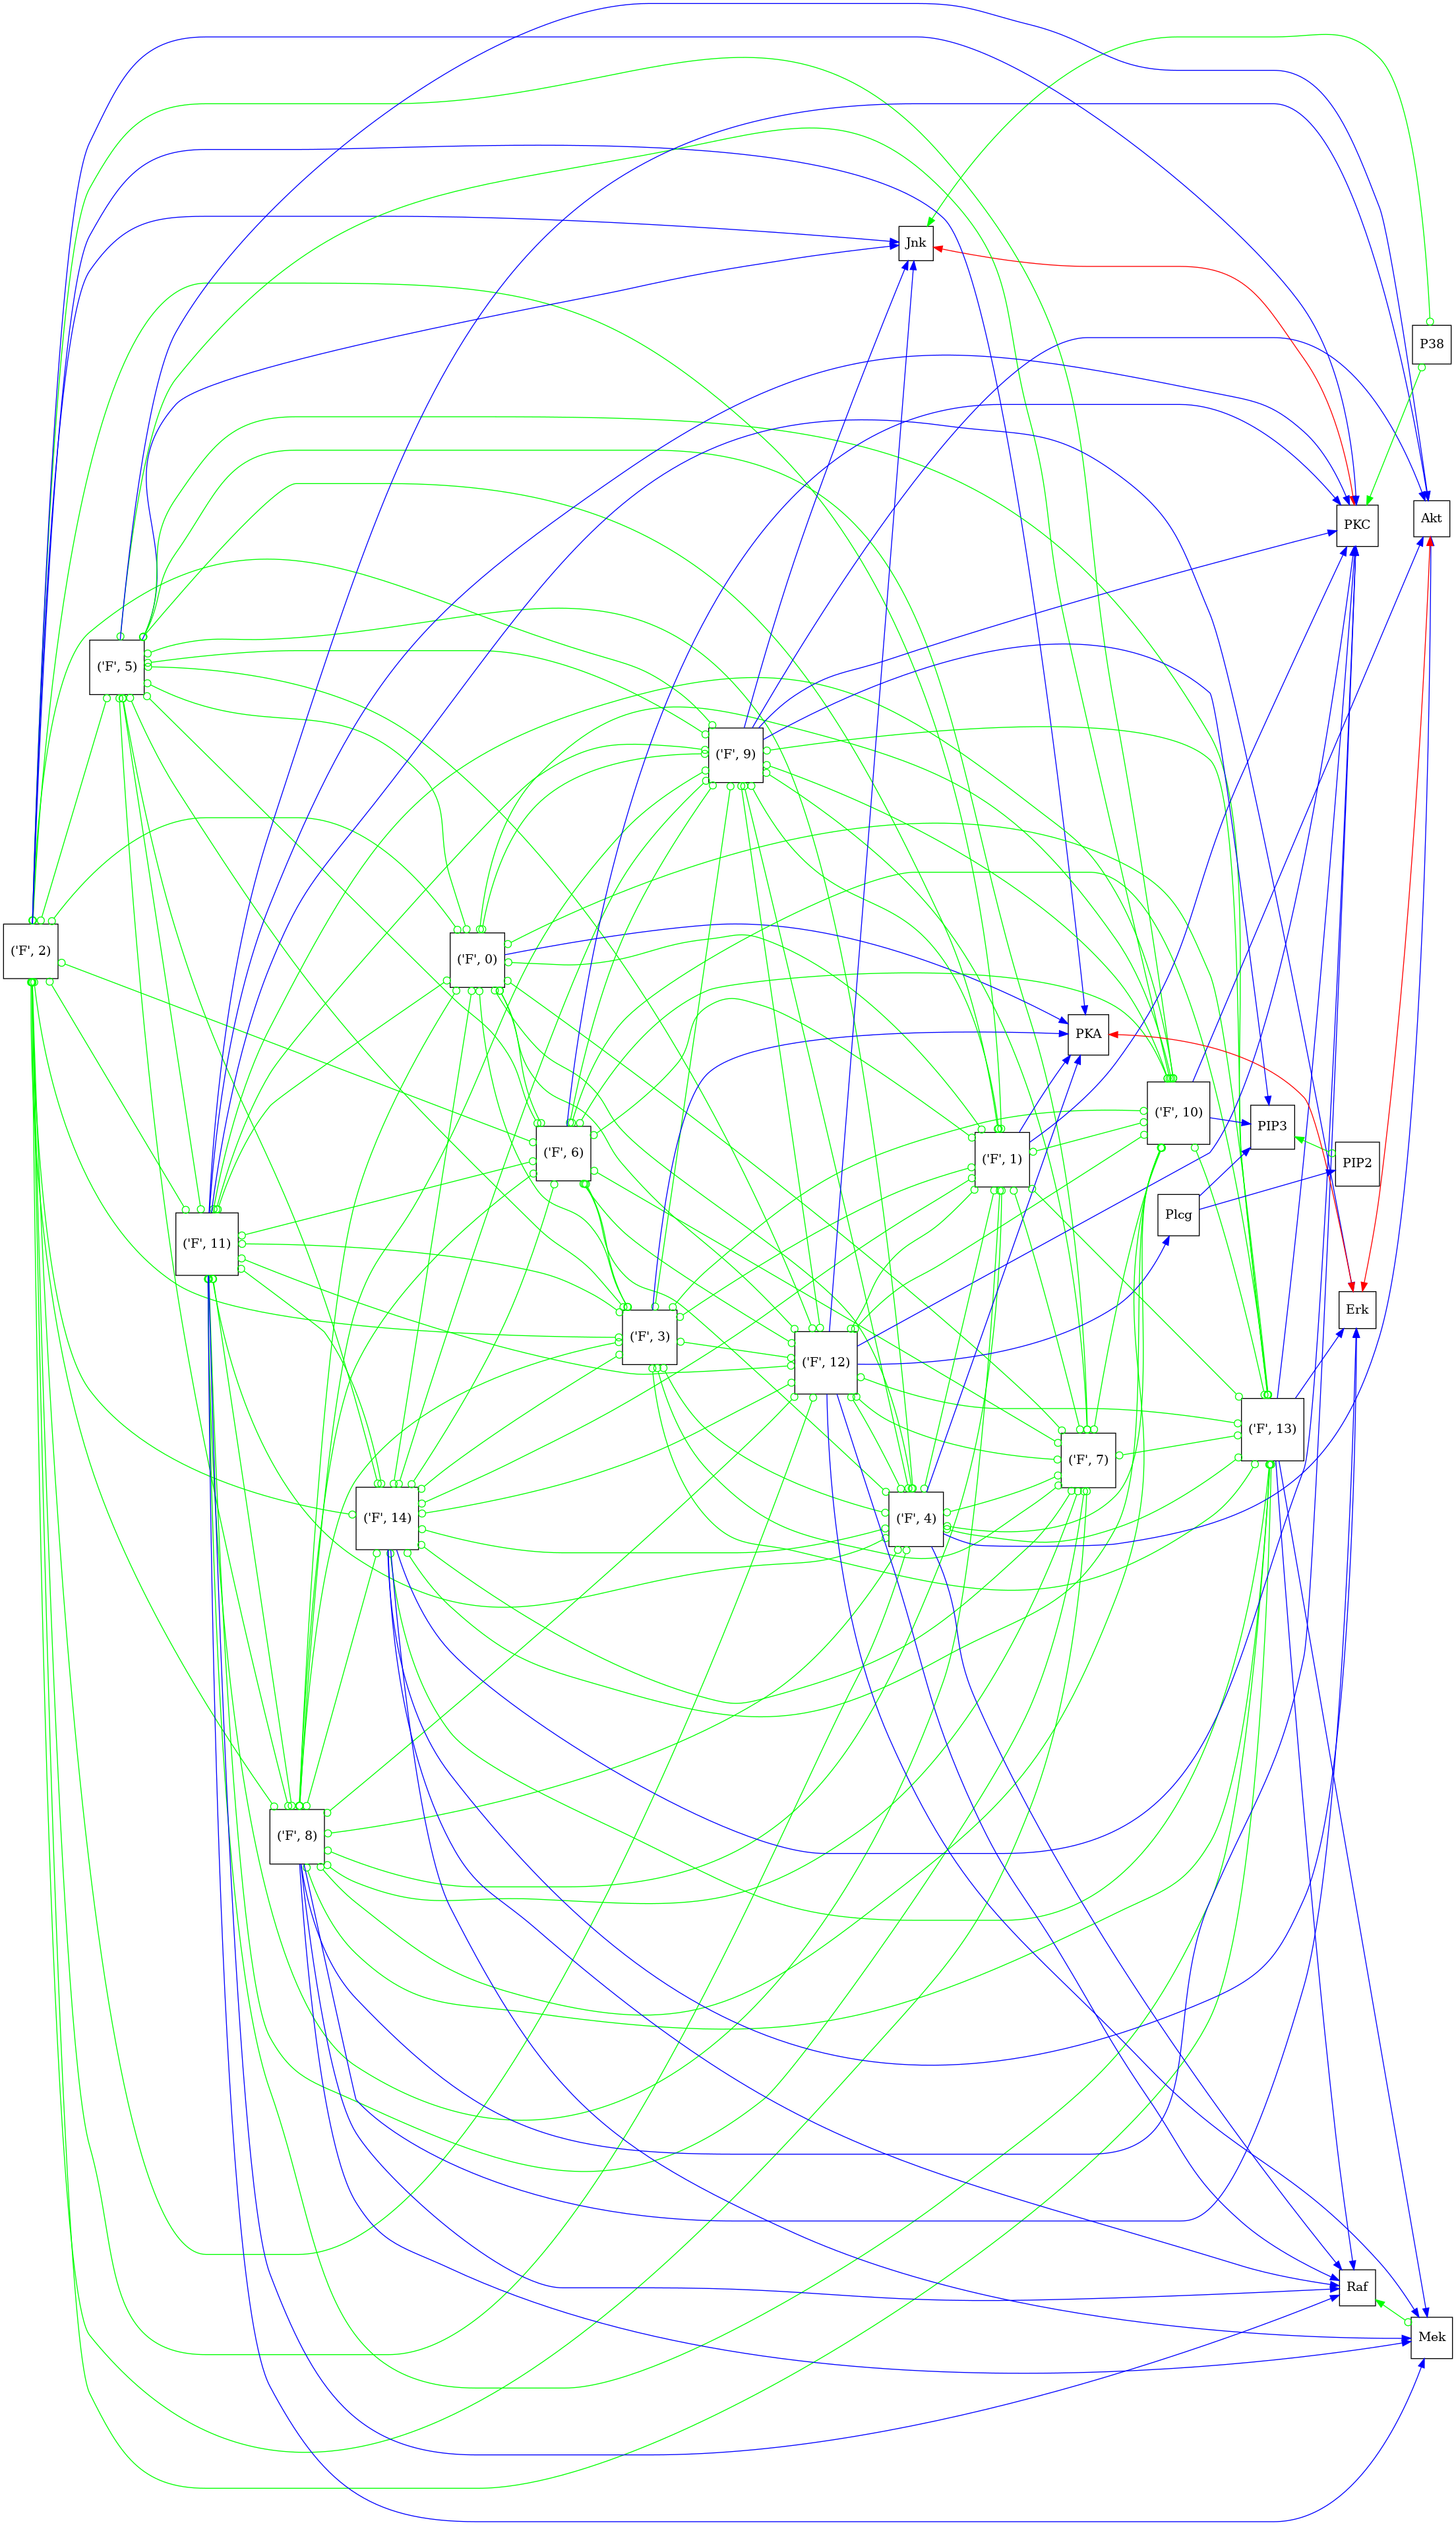 Jnk
P38
PKC
Akt
('F', 5)
('F', 9)
('F', 2)
('F', 0)
PKA
('F', 10)
PIP3
('F', 6)
('F', 1)
PIP2
Plcg
('F', 11)
Erk
('F', 3)
('F', 12)
('F', 13)
('F', 7)
('F', 14)
('F', 4)
('F', 8)
Raf
Mek